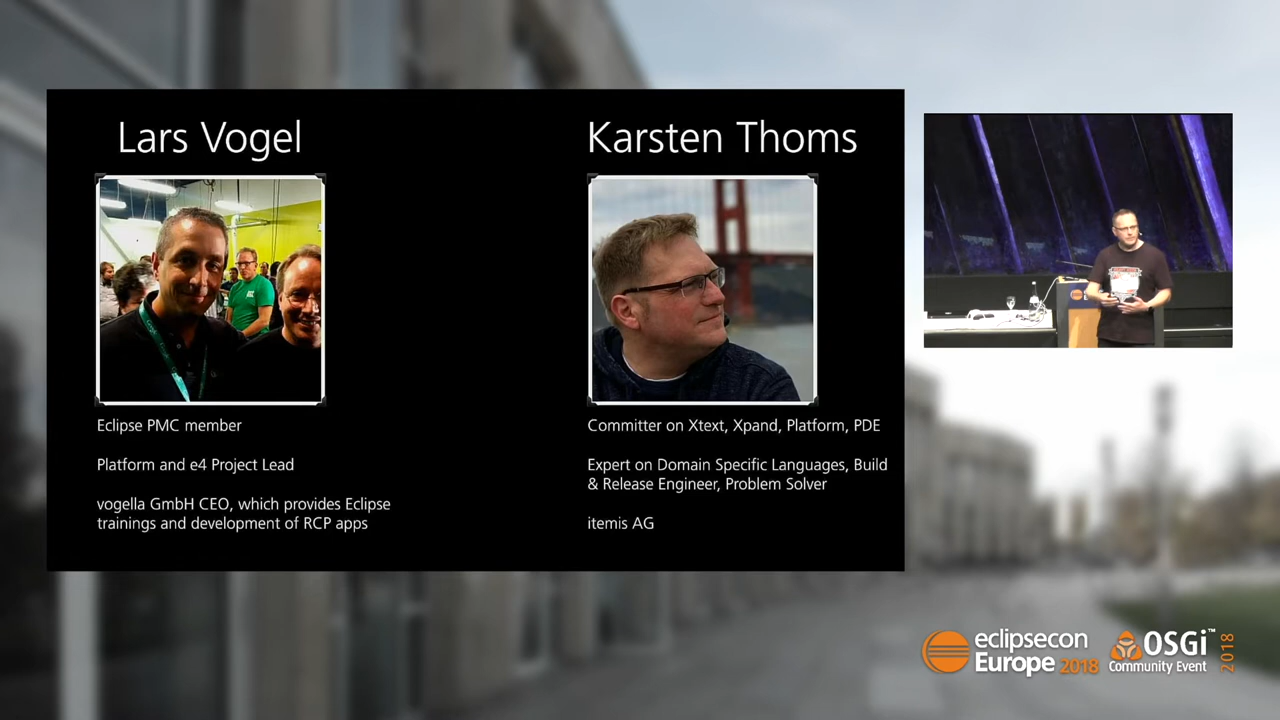 Lars Vogel
Karsten Thoms
Eclipse PMC member
Platform and e4 Project Lead
vogella GmbH CEO, which provides Eclipse
trainings and development of RCP apps
Committer on Xtext, Xpand, Platform, PDE
Expert on Domain Specific Languages, Build
& Release Engineer, Problem Solver
itemis AG
eclipsecon
Europe 2018
OSGi™
Community Event
2018